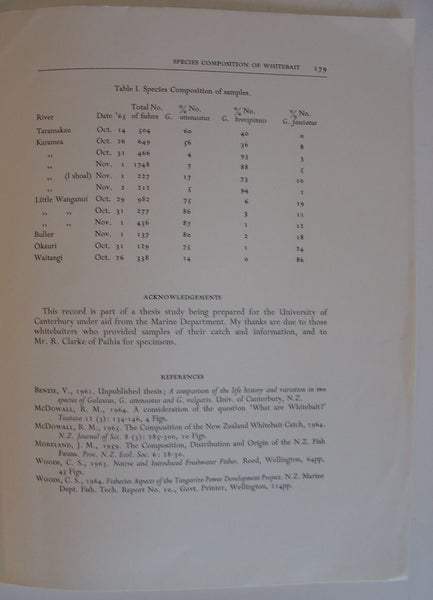 SPECIES COMPOSITION OF WHITEBAIT 179
Table I. Species Composition of samples.
Total No. %/No. %/No. %/No.
River Date '65 of fishes G. attenuatus G. brevipinnis G. fasciatus
Taramakau Oct. 14 504 60 40 0
Karamea Oct. 26 649 56 36 8
,, Oct. 31 466 4 93 3
,, Nov. 1 1748 7 88 5
,, (1 shoal) Nov. 1 227 17 73 10
,, Nov. 2 212 5 94 1
Little Wanganui Oct. 29 982 75 6 19
,, ,, Oct. 31 277 86 3 11
,, ,, Nov. 1 436 87 1 12
Buller Nov. 1 137 80 2 18
Okauri Oct. 31 129 75 1 24
Waitangi Oct. 26 338 14 0 86
ACKNOWLEDGEMENTS
This record is part of a thesis study being prepared for the University of
Canterbury under aid from the Marine Department. My thanks are due to those
whitebaiters who provided samples of their catch and information, and to
Mr. R. Clarke of Paihia for specimens.
REFERENCES
BENZIE, V., 1961. Unpublished thesis; A comparison of the life history and variation in two
species of Galaxias, G. attenuatus and G. vulgaris. Univ. of Canterbury, N.Z.
McDOWALL, R. M., 1964. A consideration of the question "What are Whitebait?"
Tuatara 12 (3): 134-146, 4 Figs.
McDOWALL, R. M., 1965. The Composition of the New Zealand Whitebait Catch, 1964.
N.Z. Journal of Sci. 8 (3): 285-300, 10 Figs.
MORELAND, J. M., 1959. The Composition, Distribution and Origin of the N.Z. Fish
Fauna. Proc. N.Z. Ecol. Soc. 6: 28-30.
WOODS, C. S., 1963. Native and Introduced Freshwater Fishes. Reed, Wellington, 64pp,
43 Figs.
WOODS, C. S., 1964. Fisheries Aspects of the Tongariro Power Development Project. N.Z. Marine
Dept. Fish. Tech. Report No. 10., Govt. Printer, Wellington, 214pp.